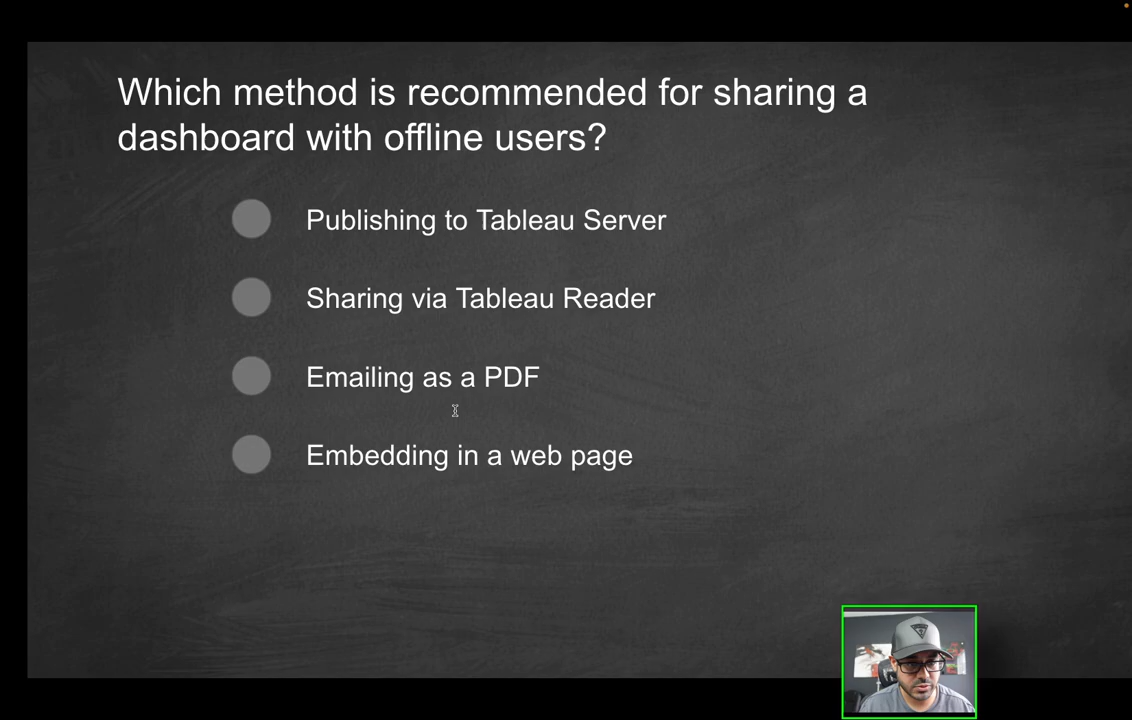 Which method is recommended for sharing a
dashboard with offline users?
Publishing to Tableau Server
Sharing via Tableau Reader
Emailing as a PDF
Embedding in a web page